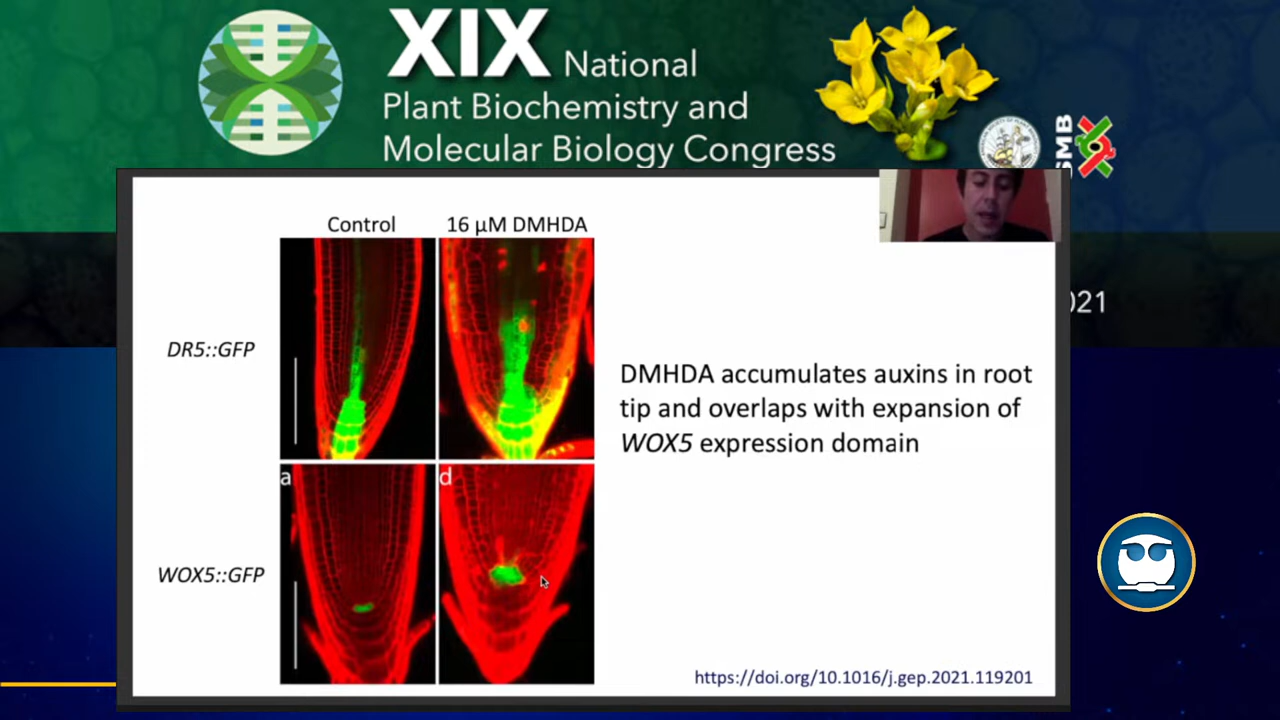 XIX National
Plant Biochemistry and
Molecular Biology Congress
SMB
021
Control
16 µM DMHDA
DR5::GFP
a
d
WOX5::GFP
DMHDA accumulates auxins in root
tip and overlaps with expansion of
WOX5 expression domain
https://doi.org/10.1016/j.gep.2021.119201